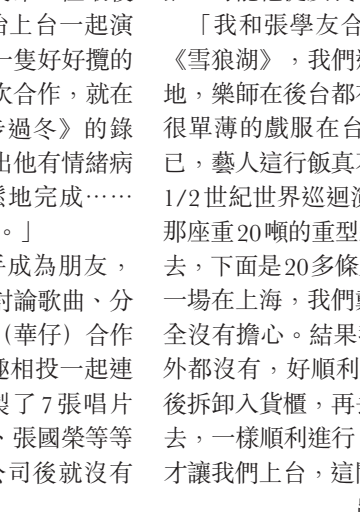 上台一起演
一隻好好攬的
次合作，就在
步過冬》的錄
出他有情緒病
鬆地完成……
。」
成為朋友，
討論歌曲、分
（華仔）合作
趣相投一起連
製了7張唱片
、張國榮等等
公司後就沒有
「我和張學友合
《雪狼湖》，我們
地，樂師在後台都
很單薄的戲服在台
已，藝人這行飯真
1/2世紀世界巡迴演
那座重20噸的重型
去，下面是20多條
一場在上海，我們
全沒有擔心。結果
外都沒有，好順利
後拆卸入貨櫃，再
去，一樣順利進行
才讓我們上台，這